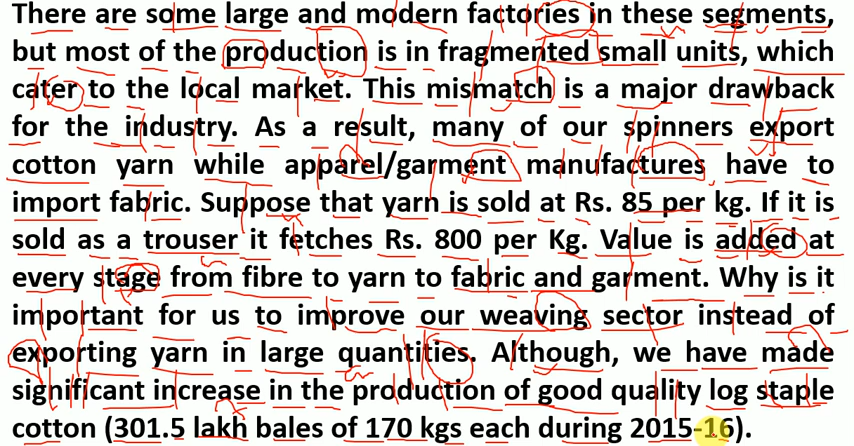 There are some large and modern factories in these segments,
but most of the production is in fragmented small units, which
cater to the local market. This mismatch is a major drawback
for the industry. As a result, many of our spinners export
cotton yarn while apparel/garment manufactures have to
import fabric. Suppose that yarn is sold at Rs. 85 per kg. If it is
sold as a trouser it fetches Rs. 800 per Kg. Value is added at
every stage from fibre to yarn to fabric and garment. Why is it
important for us to improve our weaving sector instead of
exporting yarn in large quantities. Although, we have made
significant increase in the production of good quality log staple
cotton (301.5 lakh bales of 170 kgs each during 2015-16).